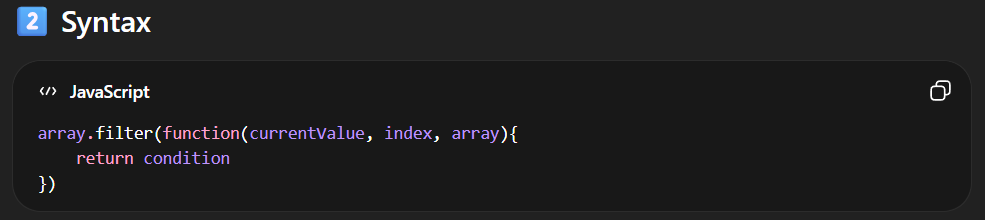 2 Syntax
</> JavaScript
array.filter(function(currentValue, index, array){
    return condition
})